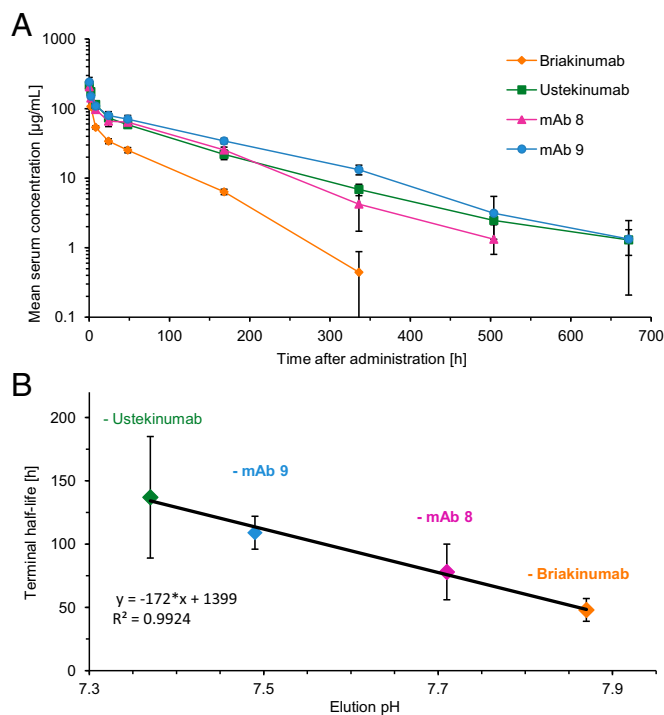 A
1000
100
10
1
0.1
Mean serum concentration [µg/mL]
Briakinumab
Ustekinumab
mAb 8
mAb 9
0 100 200 300 400 500 600 700
Time after administration [h]
B
200
150
100
50
0
Terminal half-life [h]
- Ustekinumab
- mAb 9
- mAb 8
- Briakinumab
y = -172*x + 1399
R² = 0.9924
7.3 7.5 7.7 7.9
Elution pH